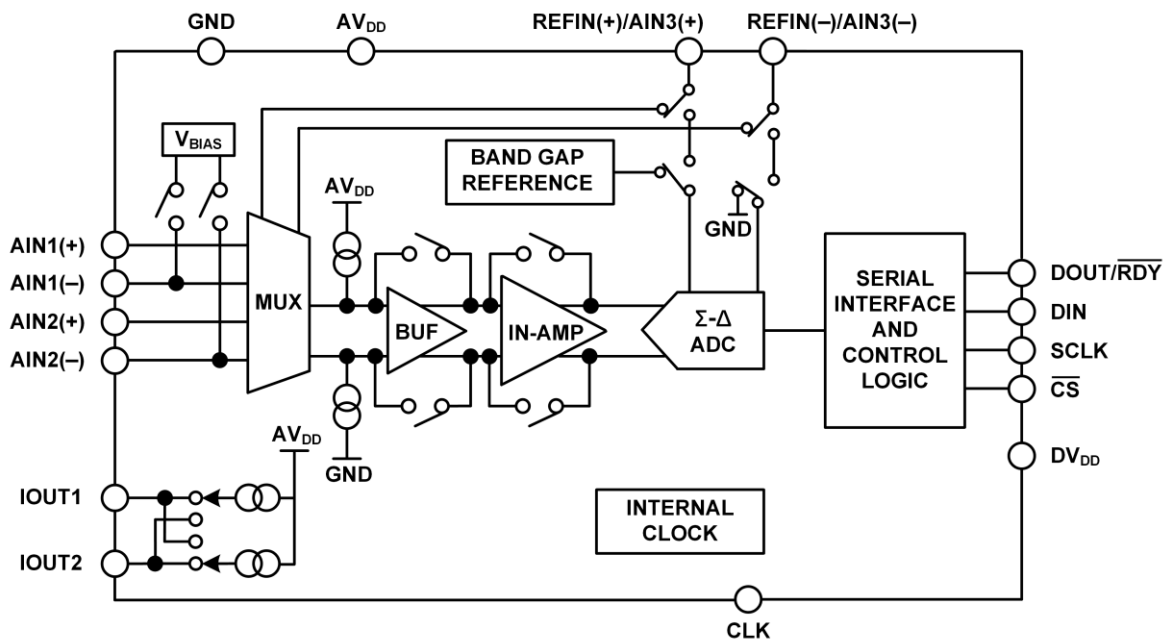 GND
AVDD
REFIN(+)/AIN3(+)
REFIN(–)/AIN3(–)
VBIAS
BAND GAP
REFERENCE
AVDD
GND
AIN1(+)
AIN1(–)
AIN2(+)
AIN2(–)
MUX
BUF
IN-AMP
Σ-Δ
ADC
SERIAL
INTERFACE
AND
CONTROL
LOGIC
DOUT/RDY
DIN
SCLK
CS
DVDD
AVDD
GND
IOUT1
IOUT2
INTERNAL
CLOCK
CLK